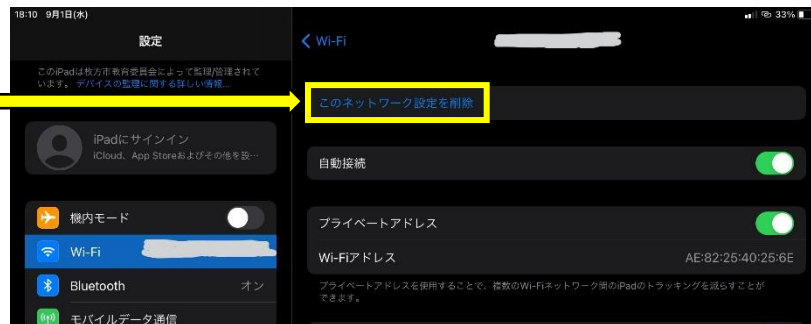 18:10 9月1日(水)
33%
設定
このiPadは枚方市教育委員会によって監理/管理されて
います。デバイスの監理に関する詳しい情報...
iPadにサインイン
iCloud、App Storeおよびその他を設…
機内モード
Wi-Fi
Bluetooth
オン
モバイルデータ通信
Wi-Fi
このネットワーク設定を削除
自動接続
プライベートアドレス
Wi-Fiアドレス
AE:82:25:40:25:6E
プライベートアドレスを使用することで、複数のWi-Fiネットワーク間のiPadのトラッキングを減らすことが
できます。